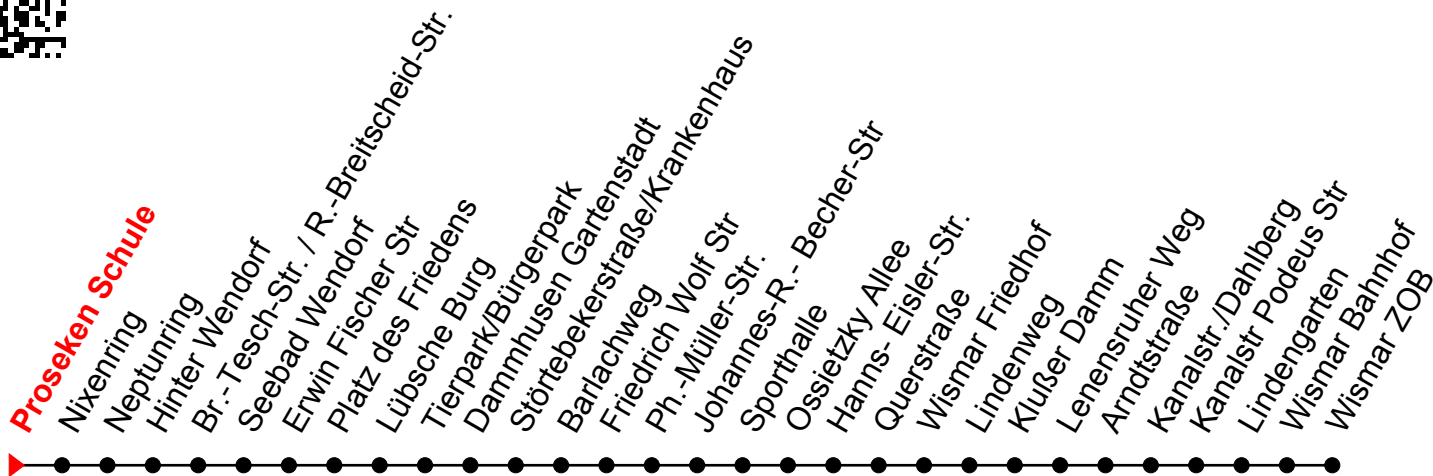 Proseken Schule
Nixenring
Neptunring
Hinter Wendorf
Br.- Tesch-Str. / R.-Breitscheid-Str.
Seebad Wendorf
Erwin Fischer Str
Platz des Friedens
Lübsche Burg
Tierpark/Bürgerpark
Dammhusen Gartenstadt
Störtebekerstraße/Krankenhaus
Barlachweg
Friedrich Wolf Str
Ph.-Müller-Str.
Johannes-R.- Becher-Str
Sporthalle
Ossietzky Allee
Hanns- Eisler-Str.
Querstraße
Wismar Friedhof
Lindenweg
Klußer Damm
Lenensruher Weg
Arndtstraße
Kanalstr./Dahlberg
Kanalstr Podeus Str
Lindengarten
Wismar Bahnhof
Wismar ZOB